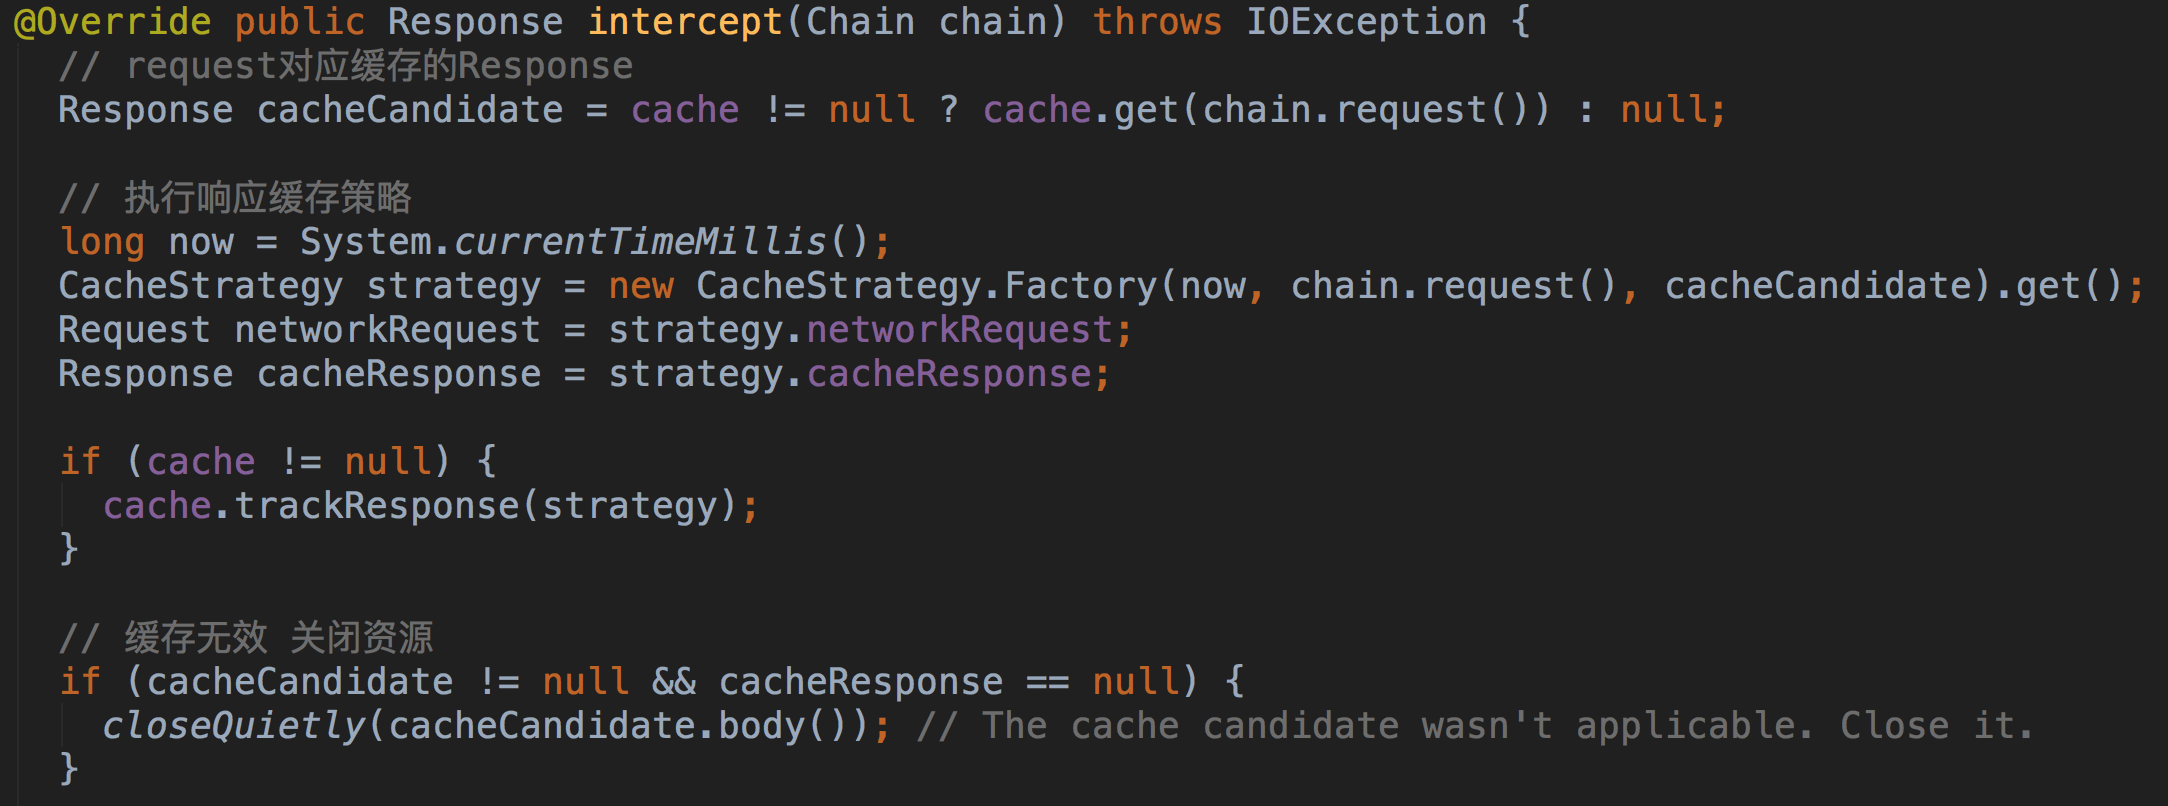 @Override public Response intercept(Chain chain) throws IOException {
// request对应缓存的Response
Response cacheCandidate = cache != null ? cache.get(chain.request()) : null;
// 执行响应缓存策略
long now = System.currentTimeMillis();
CacheStrategy strategy = new CacheStrategy.Factory(now, chain.request(), cacheCandidate).get();
Request networkRequest = strategy.networkRequest;
Response cacheResponse = strategy.cacheResponse;
if (cache != null) {
cache.trackResponse(strategy);
}
// 缓存无效 关闭资源
if (cacheCandidate != null && cacheResponse == null) {
closeQuietly(cacheCandidate.body()); // The cache candidate wasn't applicable. Close it.
}